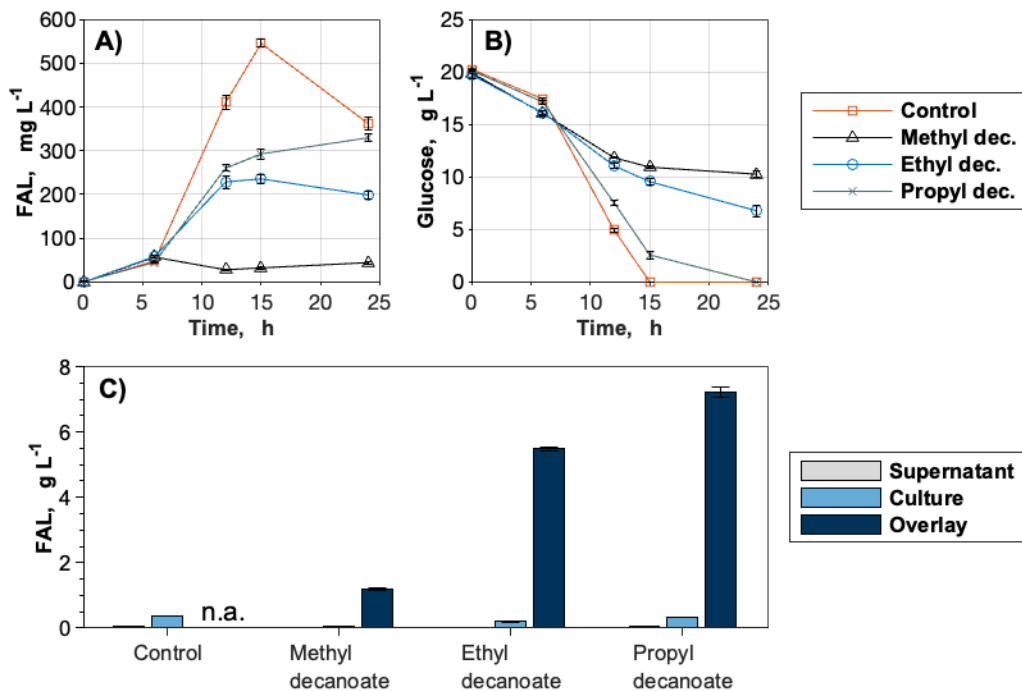 A)
FAL, mg L-1
600
500
400
300
200
100
0
0 5 10 15 20 25
Time, h
B)
Glucose, g L-1
25
20
15
10
5
0
0 5 10 15 20 25
Time, h
Control
Methyl dec.
Ethyl dec.
Propyl dec.
C)
FAL, g L-1
8
6
4
2
0
n.a.
Control
Methyl decanoate
Ethyl decanoate
Propyl decanoate
Supernatant
Culture
Overlay